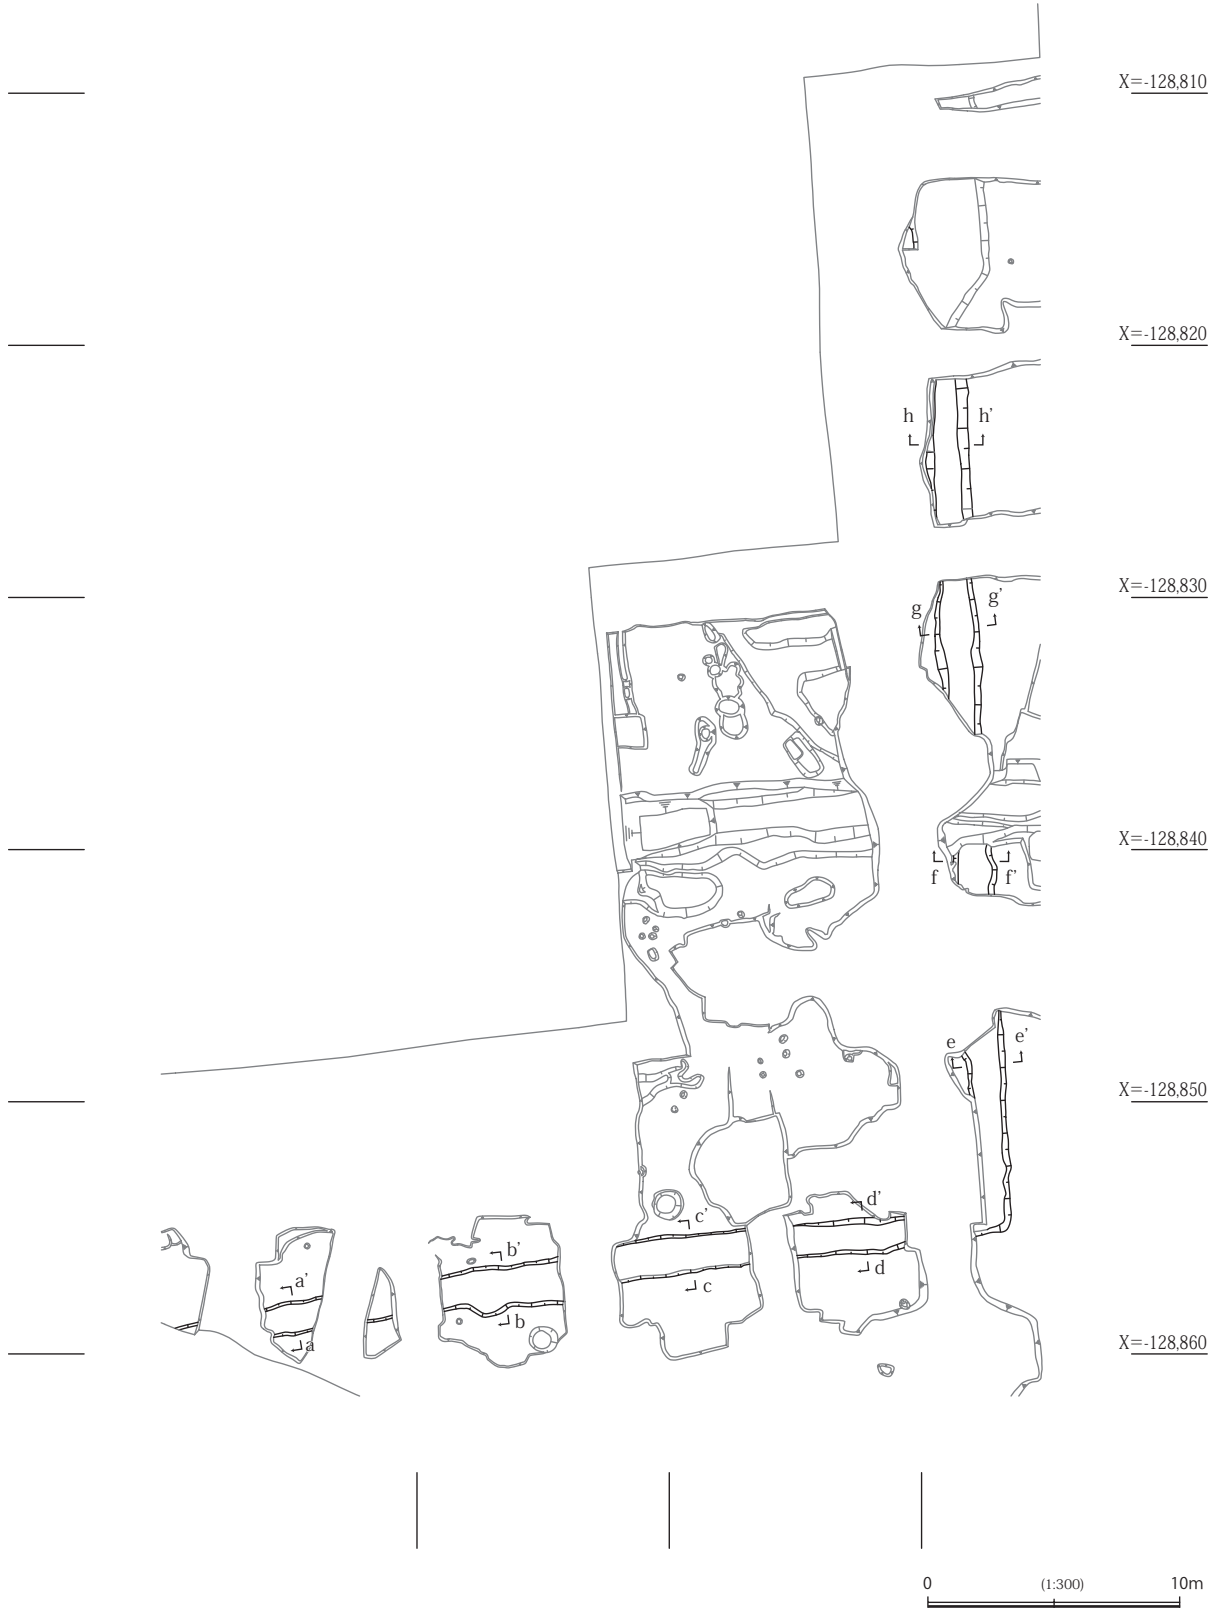 X=-128,810
X=-128,820
h h’
X=-128,830
g g’
X=-128,840
f f’
e e’
X=-128,850
d’
c’
b’
d
a’
c
b
a
X=-128,860
0 (1:300) 10m